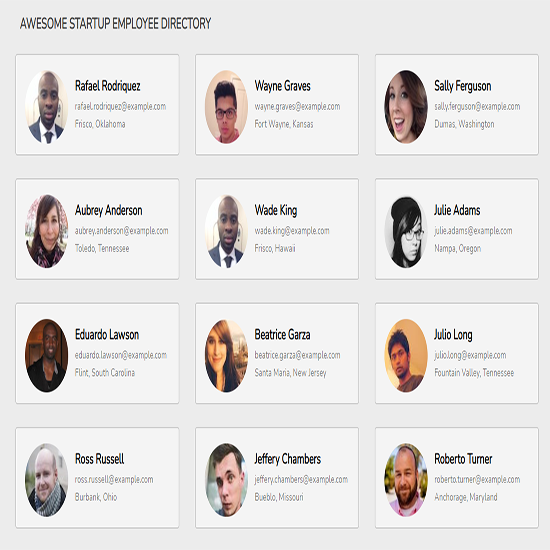 AWESOME STARTUP EMPLOYEE DIRECTORY
Rafael Rodriquez
rafael.rodriquez@example.com
Frisco, Oklahoma
Wayne Graves
wayne.graves@example.com
Fort Wayne, Kansas
Sally Ferguson
sally.ferguson@example.com
Dumas, Washington
Aubrey Anderson
aubrey.anderson@example.com
Toledo, Tennessee
Wade King
wade.king@example.com
Frisco, Hawaii
Julie Adams
julie.adams@example.com
Nampa, Oregon
Eduardo Lawson
eduardo.lawson@example.com
Flint, South Carolina
Beatrice Garza
beatrice.garza@example.com
Santa Maria, New Jersey
Julio Long
julio.long@example.com
Fountain Valley, Tennessee
Ross Russell
ross.russell@example.com
Burbank, Ohio
Jeffery Chambers
jeffery.chambers@example.com
Bueblo, Missouri
Roberto Turner
roberto.turner@example.com
Anchorage, Maryland